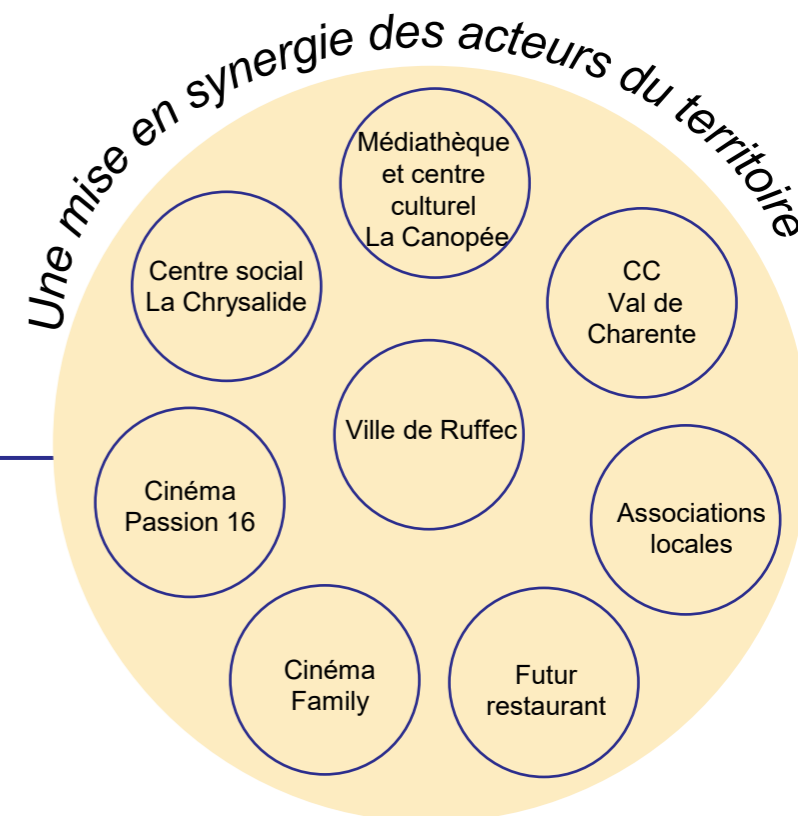 Une mise en synergie des acteurs du territoire
Médiathèque
et centre
culturel
La Canopée
Centre social
La Chrysalide
CC
Val de
Charente
Ville de Ruffec
Cinéma
Passion 16
Associations
locales
Cinéma
Family
Futur
restaurant